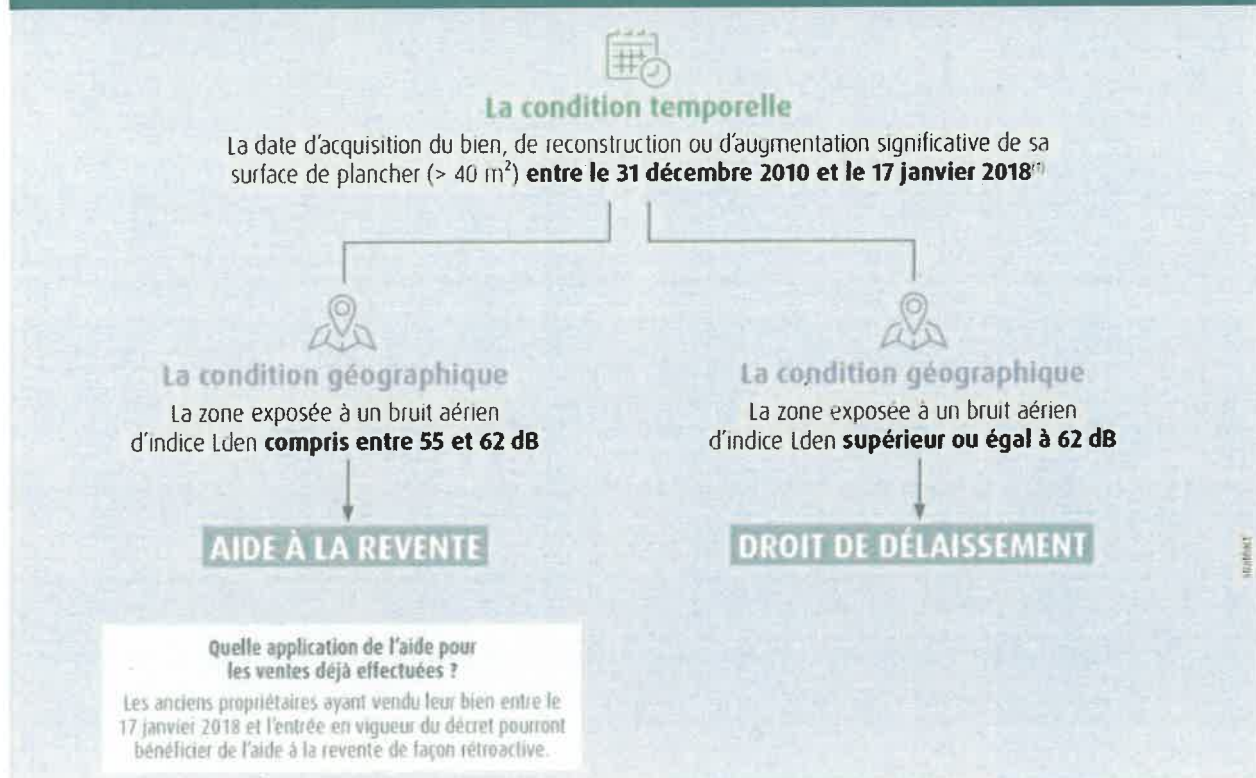 La condition temporelle
La date d'acquisition du bien, de reconstruction ou d'augmentation significative de sa
surface de plancher (> 40 m²) entre le 31 décembre 2010 et le 17 janvier 2018(1)
La condition géographique
La zone exposée à un bruit aérien
d'indice Lden compris entre 55 et 62 dB
AIDE À LA REVENTE
La condition géographique
La zone exposée à un bruit aérien
d'indice Lden supérieur ou égal à 62 dB
DROIT DE DÉLAISSEMENT
Quelle application de l'aide pour
les ventes déjà effectuées ?
Les anciens propriétaires ayant vendu leur bien entre le
17 janvier 2018 et l'entrée en vigueur du décret pourront
bénéficier de l'aide à la revente de façon rétroactive.